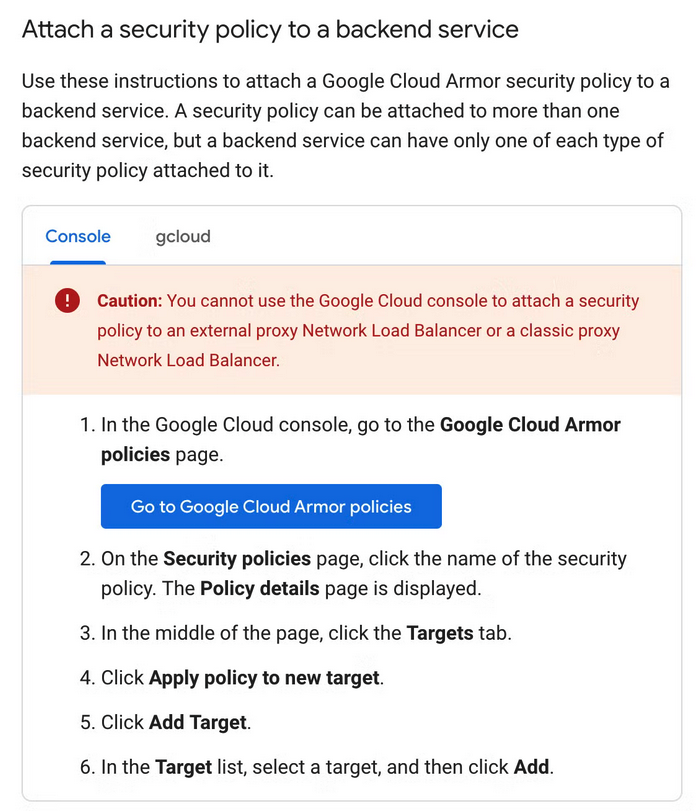 Attach a security policy to a backend service
Use these instructions to attach a Google Cloud Armor security policy to a
backend service. A security policy can be attached to more than one
backend service, but a backend service can have only one of each type of
security policy attached to it.
Console gcloud
Caution: You cannot use the Google Cloud console to attach a security
policy to an external proxy Network Load Balancer or a classic proxy
Network Load Balancer.
1. In the Google Cloud console, go to the Google Cloud Armor
policies page.
Go to Google Cloud Armor policies
2. On the Security policies page, click the name of the security
policy. The Policy details page is displayed.
3. In the middle of the page, click the Targets tab.
4. Click Apply policy to new target.
5. Click Add Target.
6. In the Target list, select a target, and then click Add.